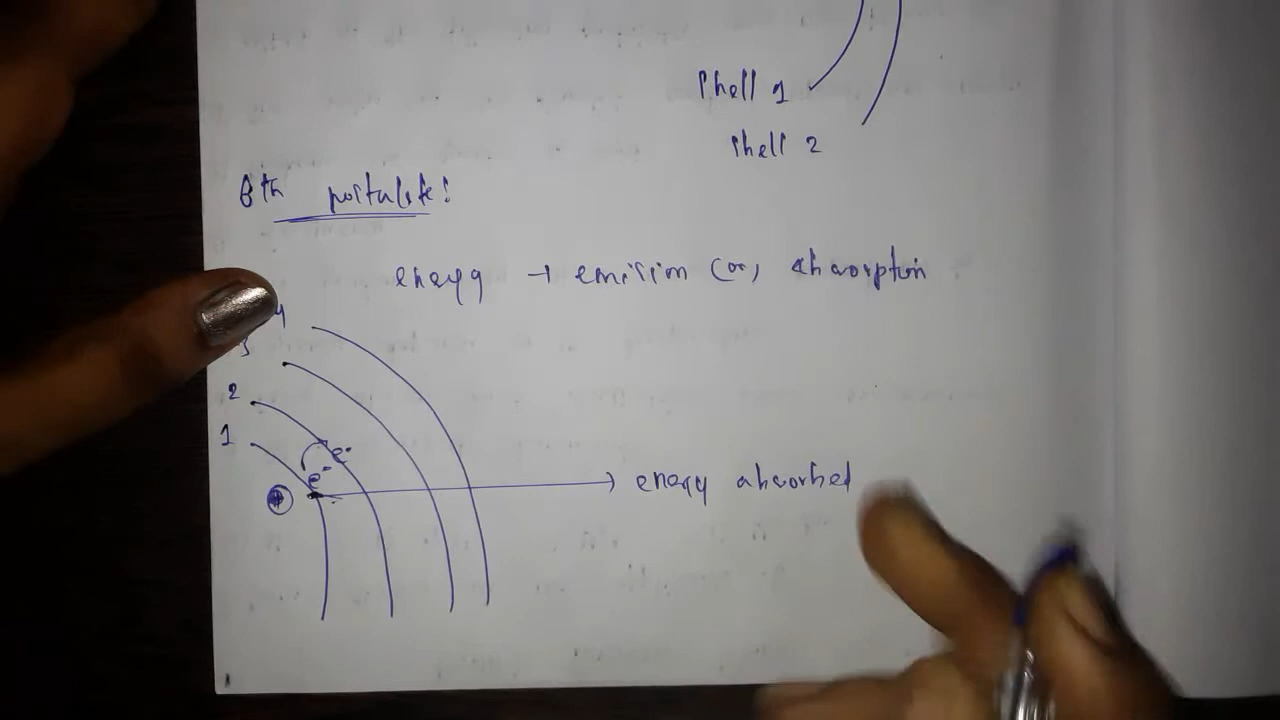 Shell 1
Shell 2
6th postulate:
energy → emission (or) absorption
4
3
2
1
e-
e-
+
→ energy absorbed